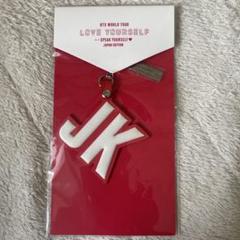 BTS WORLD TOUR
LOVE YOURSELF
SPEAK YOURSELF
JAPAN EDITION
JK